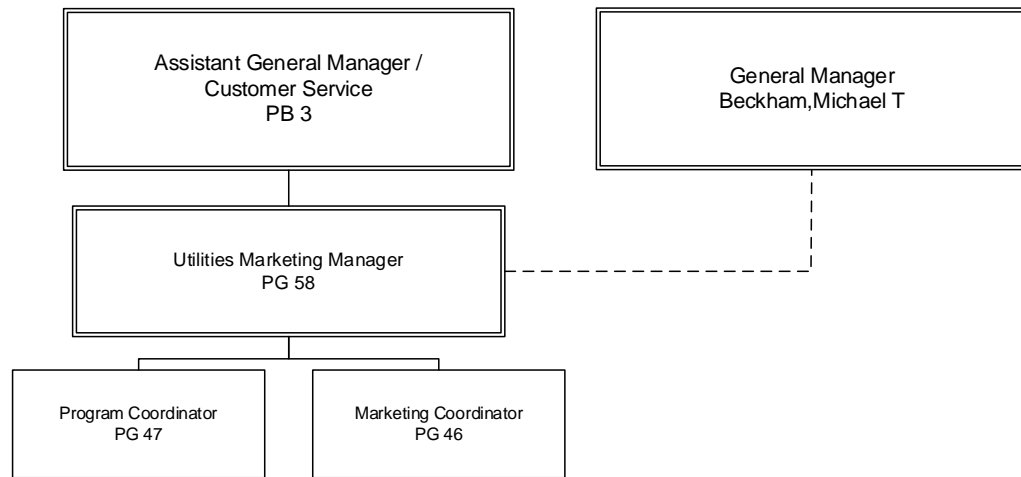 Assistant General Manager /
Customer Service
PB 3
General Manager
Beckham,Michael T
Utilities Marketing Manager
PG 58
Program Coordinator
PG 47
Marketing Coordinator
PG 46